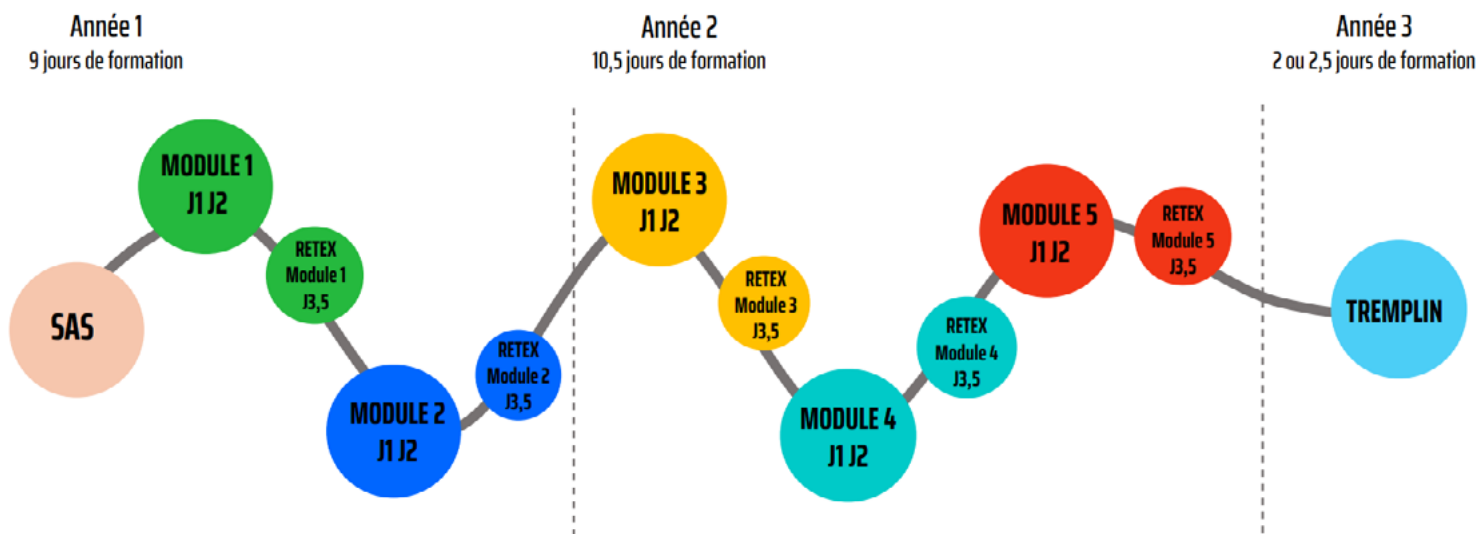 Année 1
9 jours de formation
Année 2
10,5 jours de formation
Année 3
2 ou 2,5 jours de formation
SAS
MODULE 1
J1 J2
RETEX
Module 1
J3,5
MODULE 2
J1 J2
RETEX
Module 2
J3,5
MODULE 3
J1 J2
RETEX
Module 3
J3,5
MODULE 4
J1 J2
RETEX
Module 4
J3,5
MODULE 5
J1 J2
RETEX
Module 5
J3,5
TREMPLIN